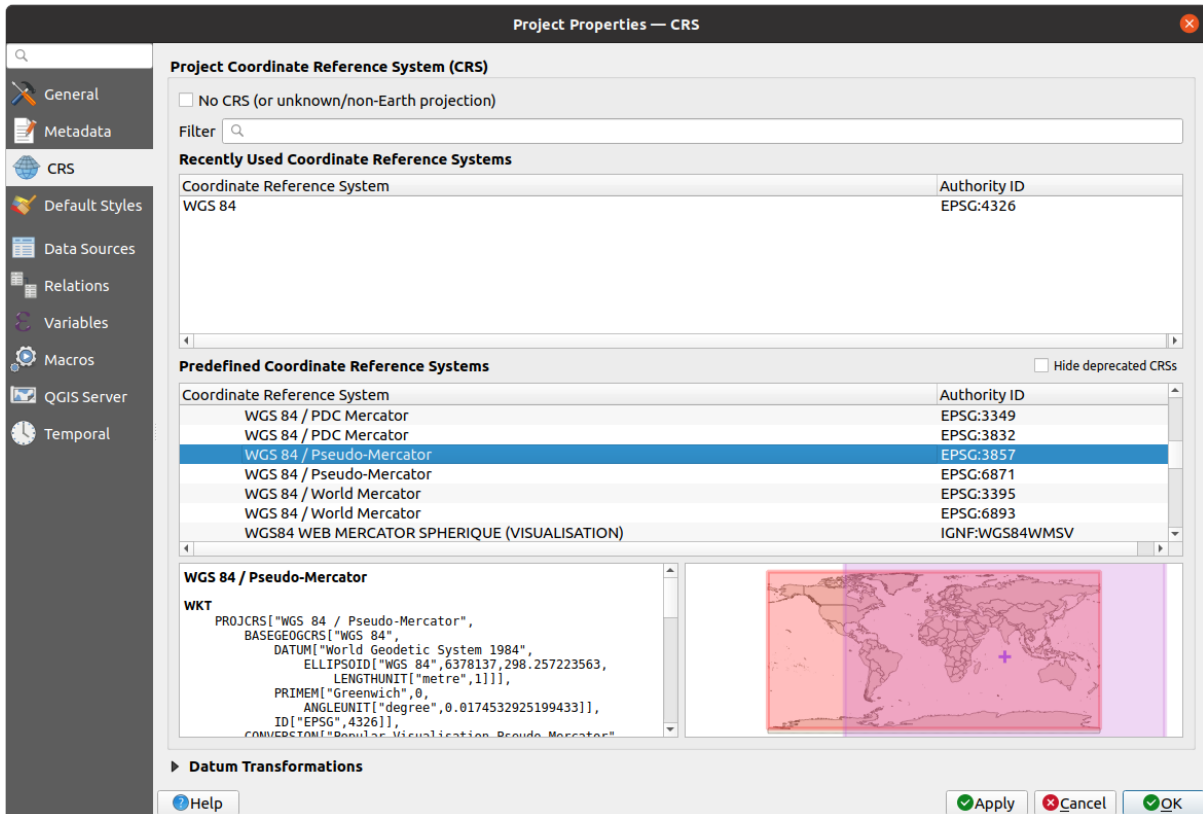 Project Properties — CRS
General
Metadata
CRS
Default Styles
Data Sources
Relations
Variables
Macros
QGIS Server
Temporal
Project Coordinate Reference System (CRS)
No CRS (or unknown/non-Earth projection)
Filter
Recently Used Coordinate Reference Systems
Coordinate Reference System Authority ID
WGS 84 EPSG:4326
Predefined Coordinate Reference Systems Hide deprecated CRSs
Coordinate Reference System Authority ID
WGS 84 / PDC Mercator EPSG:3349
WGS 84 / PDC Mercator EPSG:3832
WGS 84 / Pseudo-Mercator EPSG:3857
WGS 84 / Pseudo-Mercator EPSG:6871
WGS 84 / World Mercator EPSG:3395
WGS 84 / World Mercator EPSG:6893
WGS84 WEB MERCATOR SPHERIQUE (VISUALISATION) IGNF:WGS84WMSV
WGS 84 / Pseudo-Mercator
WKT
PROJCRS["WGS 84 / Pseudo-Mercator",
BASEGEOGCRS["WGS 84",
DATUM["World Geodetic System 1984",
ELLIPSOID["WGS 84",6378137,298.257223563,
LENGTHUNIT["metre",1]]],
PRIMEM["Greenwich",0,
ANGLEUNIT["degree",0.0174532925199433]],
ID["EPSG",4326]],
CONVERSION["Popular Visualisation Pseudo-Mercator",
Datum Transformations
Help
Apply
Cancel
OK